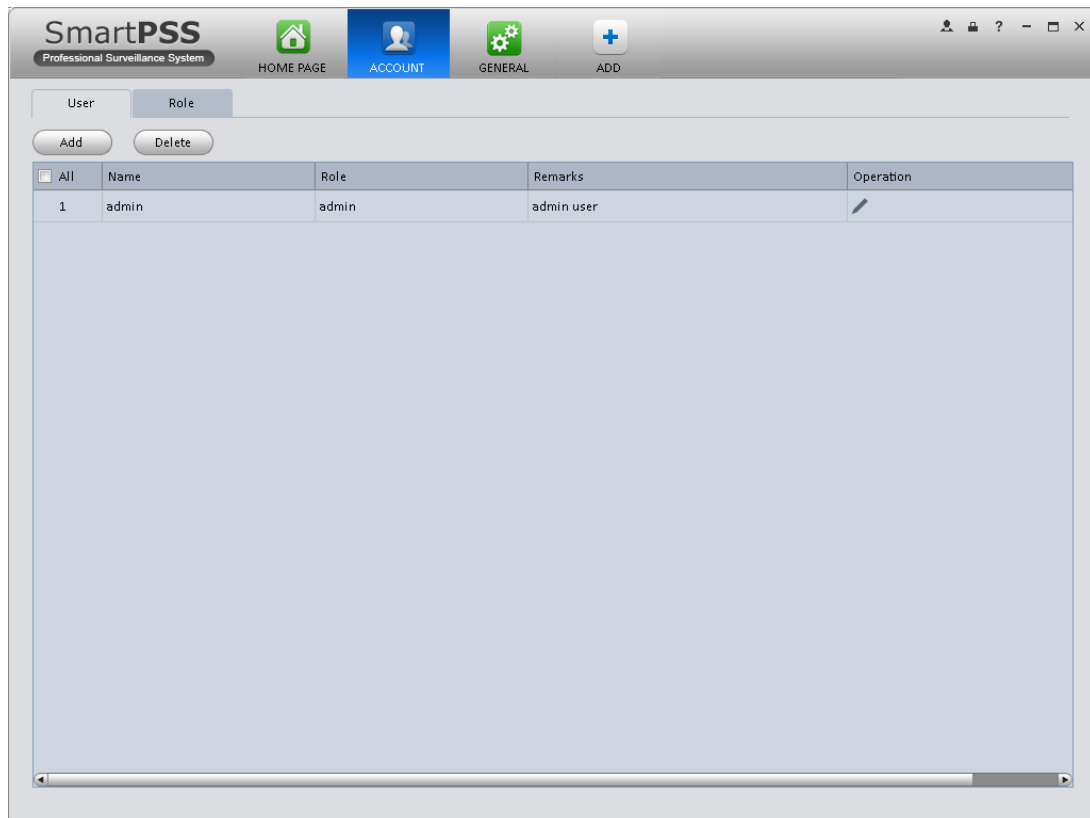 SmartPSS
Professional Surveillance System
HOME PAGE
ACCOUNT
GENERAL
ADD
?
User
Role
Add
Delete
All
Name
Role
Remarks
Operation
1
admin
admin
admin user